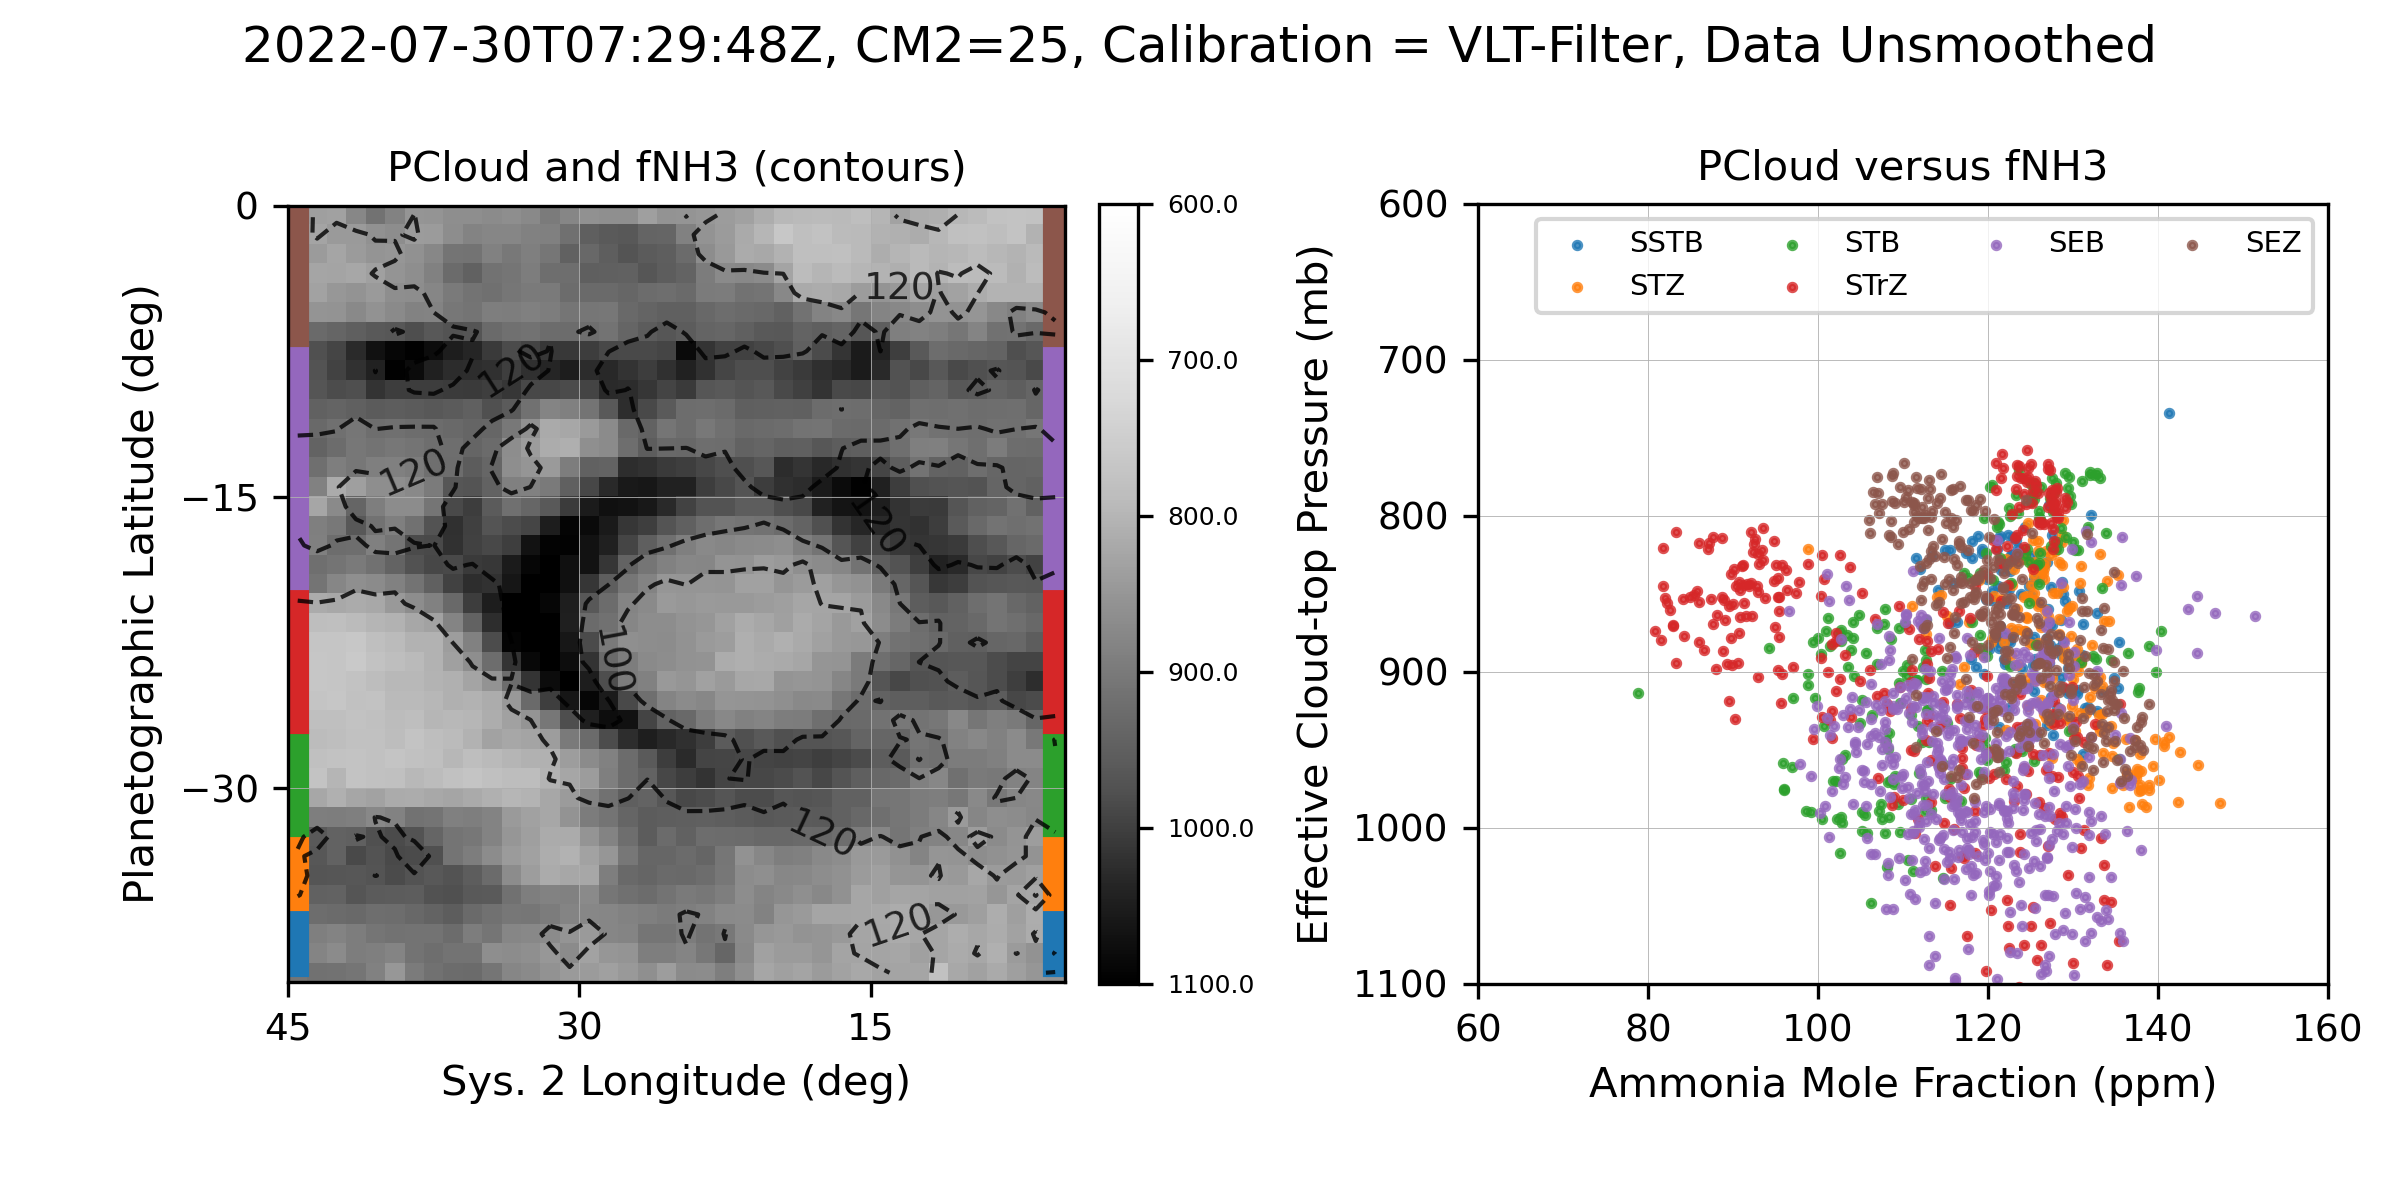 2022-07-30T07:29:48Z, CM2=25, Calibration = VLT-Filter, Data Unsmoothed
PCloud and fNH3 (contours)
Planetographic Latitude (deg)
0
−15
−30
45
30
15
Sys. 2 Longitude (deg)
120
120
120
120
100
120
120
600.0
700.0
800.0
900.0
1000.0
1100.0
PCloud versus fNH3
Effective Cloud-top Pressure (mb)
600
700
800
900
1000
1100
SSTB
STB
SEB
SEZ
STZ
STrZ
60
80
100
120
140
160
Ammonia Mole Fraction (ppm)